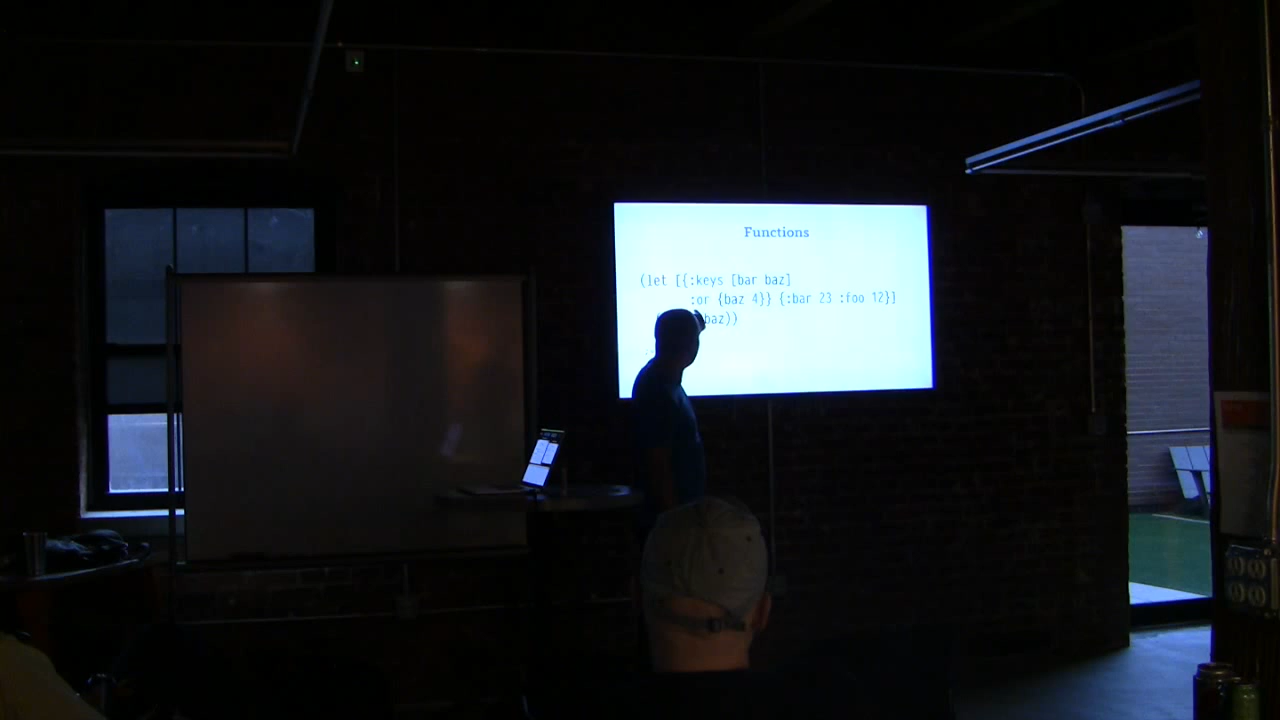 Functions
(let [{:keys [bar baz]
:or {baz 4}} {:bar 23 :foo 12}]
baz))